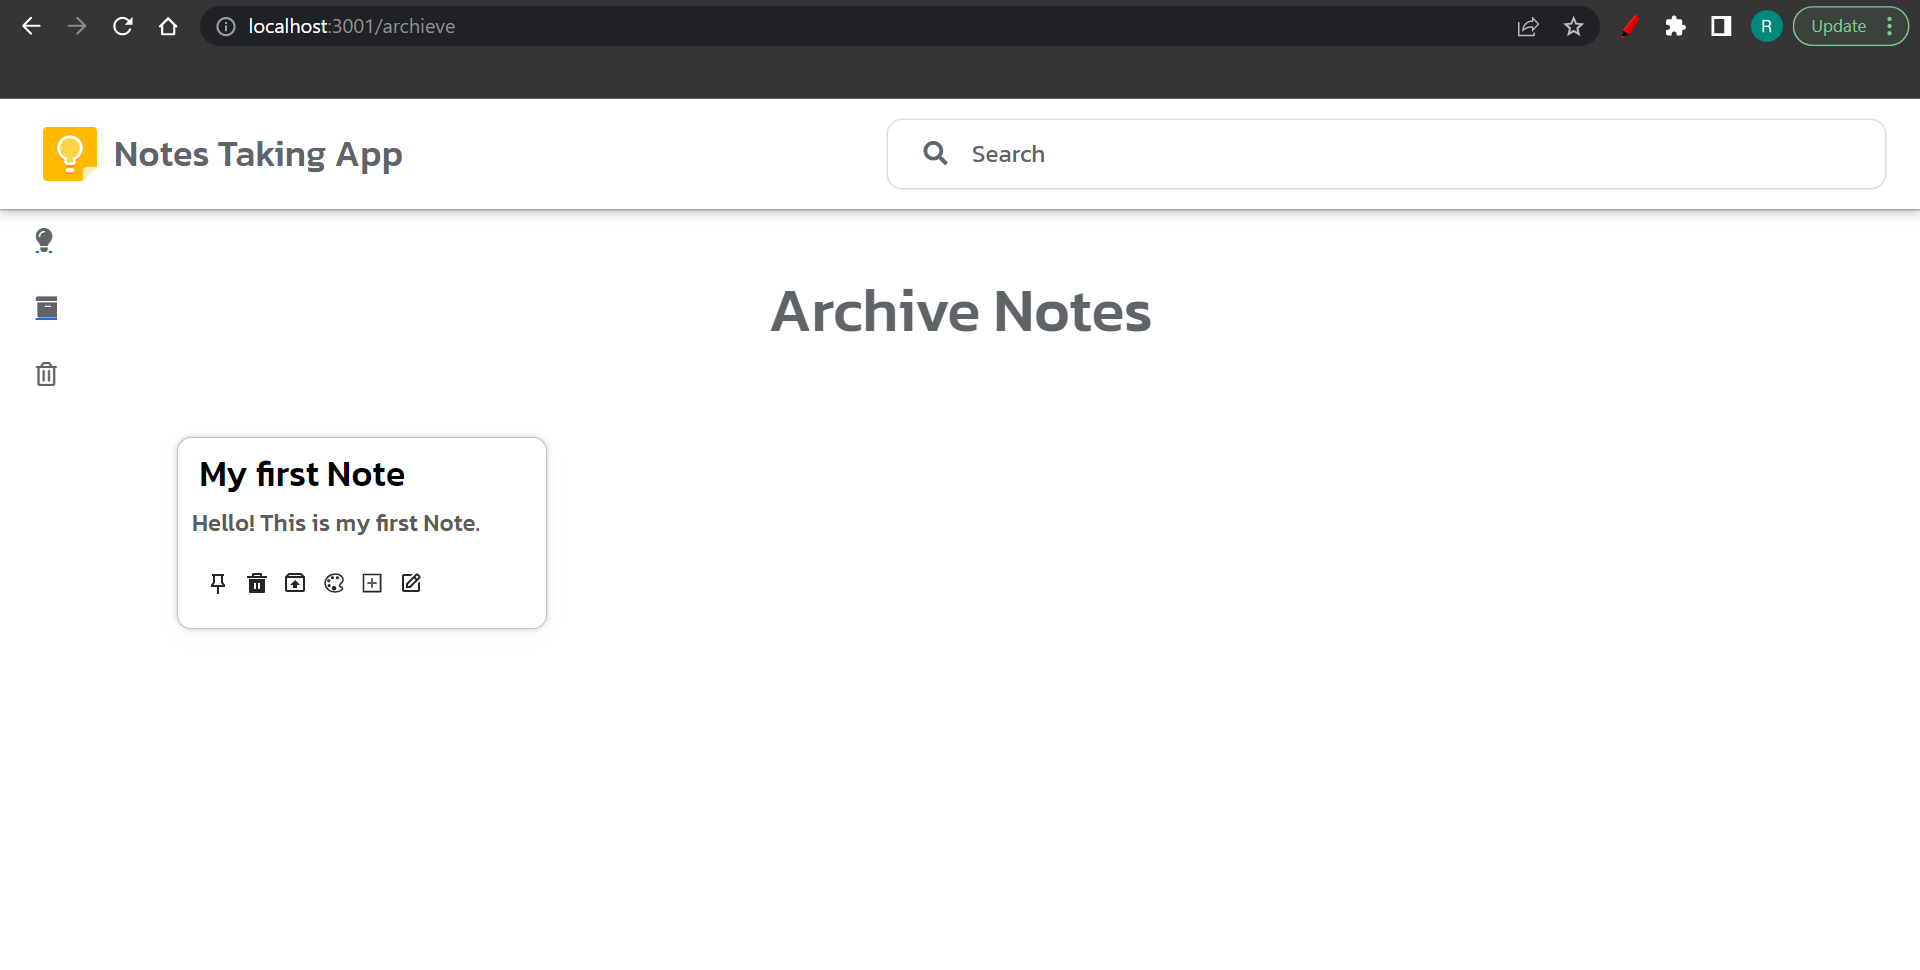 localhost:3001/archieve
R
Update
Notes Taking App
Search
Archive Notes
My first Note
Hello! This is my first Note.